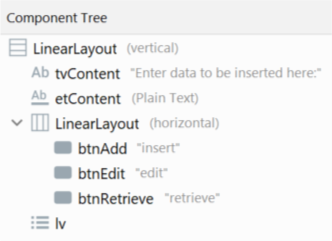 Component Tree
LinearLayout (vertical)
Ab tvContent "Enter data to be inserted here:"
Ab etContent (Plain Text)
LinearLayout (horizontal)
btnAdd "insert"
btnEdit "edit"
btnRetrieve "retrieve"
lv